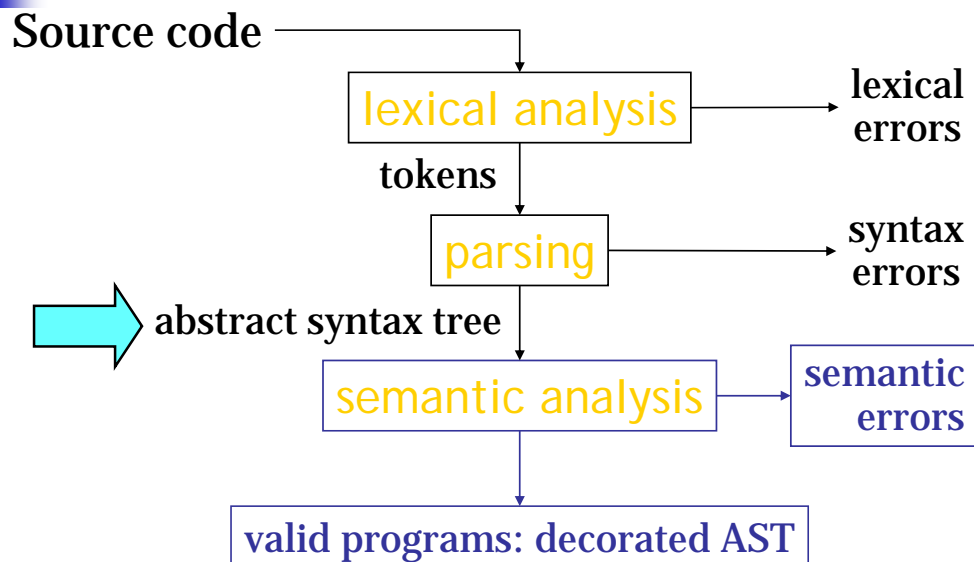 Source code
lexical analysis
lexical
errors
tokens
parsing
syntax
errors
abstract syntax tree
semantic analysis
semantic
errors
valid programs: decorated AST